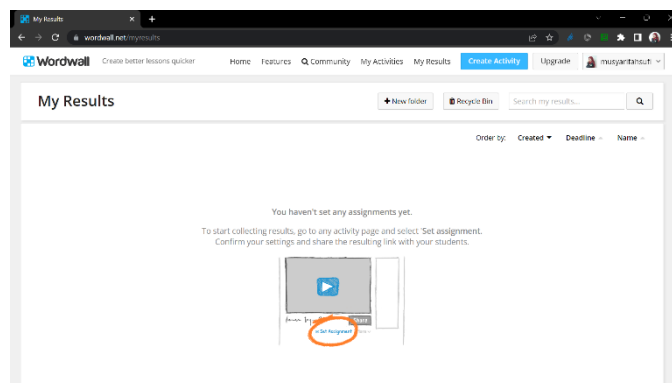 My Results
wordwall.net/myresults
Wordwall
Create better lessons quicker
Home Features Community My Activities My Results Create Activity Upgrade musyaritahsufi
My Results
New folder Recycle Bin Search my results...
Order by: Created Deadline Name
You haven't set any assignments yet.
To start collecting results, go to any activity page and select 'Set assignment.
Confirm your settings and share the resulting link with your students.
Share
Set Assignment